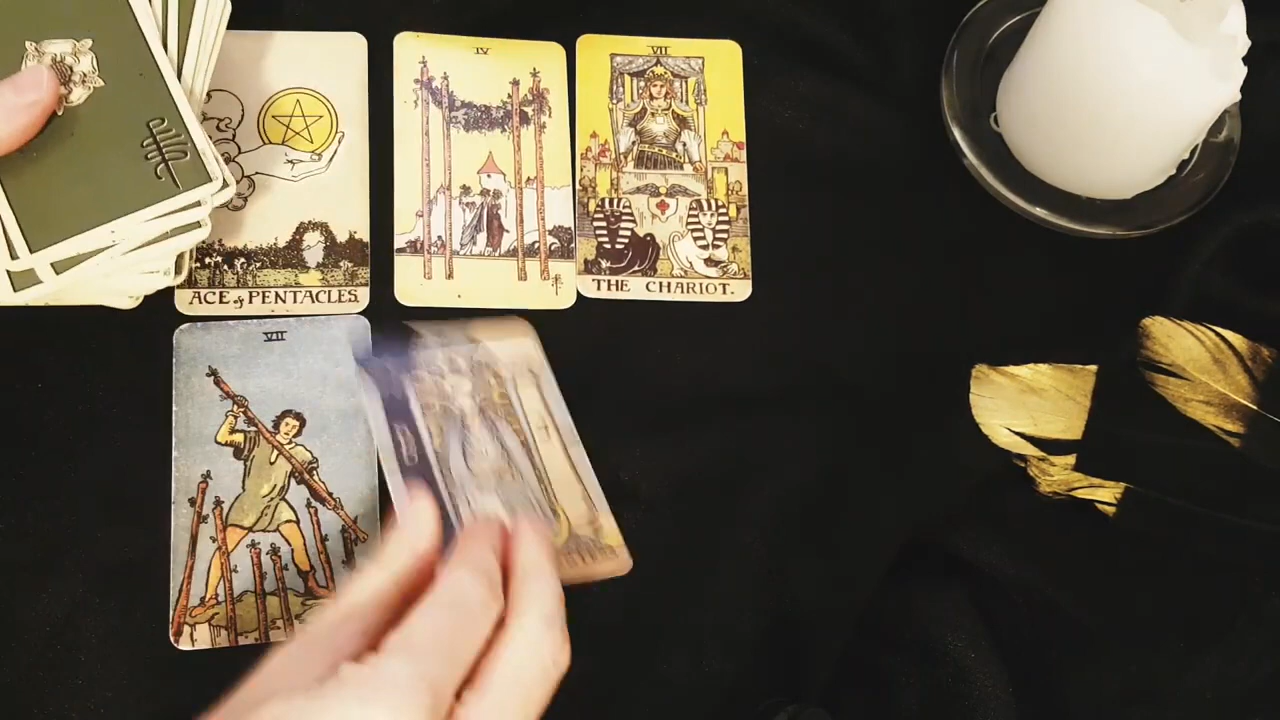 ACE of PENTACLES.
IV
VII
THE CHARIOT.
VII